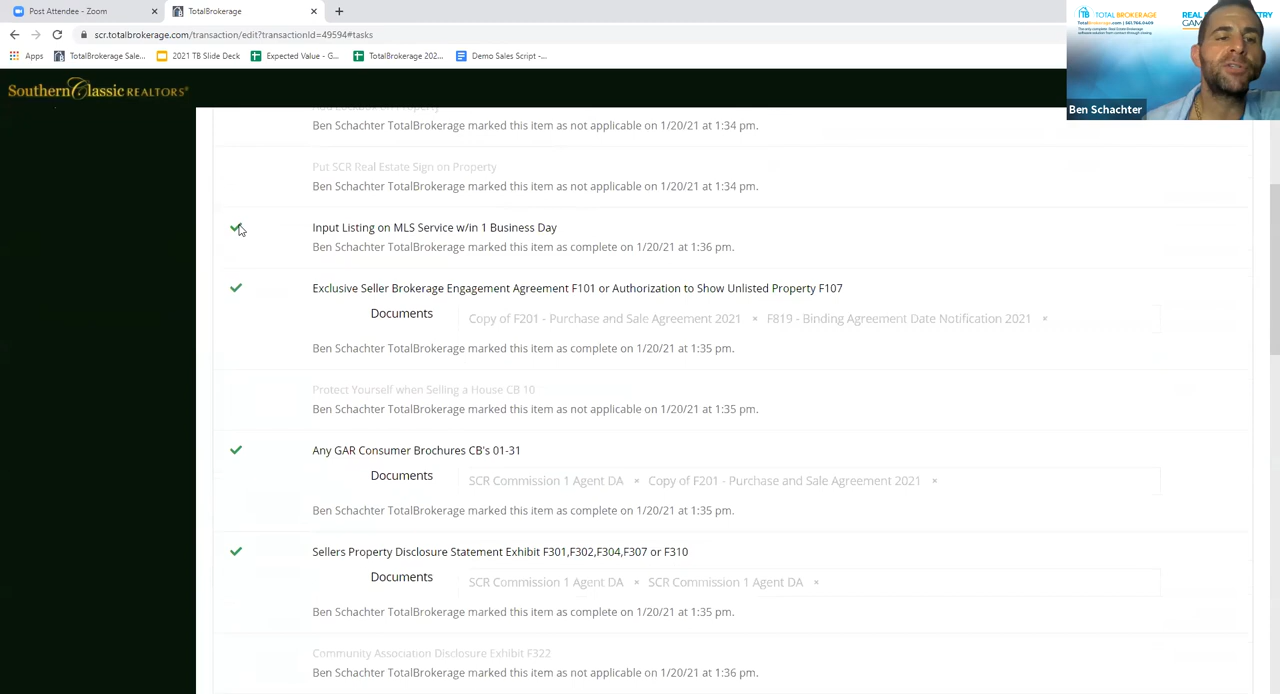 Post Attendee - Zoom
TotalBrokerage
scr.totalbrokerage.com/transaction/edit?transactionId=49594#tasks
Apps
TotalBrokerage Sale...
2021 TB Slide Deck
Expected Value - G...
TotalBrokerage 202...
Demo Sales Script -...
TOTAL BROKERAGE
TotalBrokerage.com | 561.766.0409
REAL
GAM
Ben Schachter
Southern Classic REALTORS
Add Lockbox on Property
Ben Schachter TotalBrokerage marked this item as not applicable on 1/20/21 at 1:34 pm.
Put SCR Real Estate Sign on Property
Ben Schachter TotalBrokerage marked this item as not applicable on 1/20/21 at 1:34 pm.
Input Listing on MLS Service w/in 1 Business Day
Ben Schachter TotalBrokerage marked this item as complete on 1/20/21 at 1:36 pm.
Exclusive Seller Brokerage Engagement Agreement F101 or Authorization to Show Unlisted Property F107
Documents Copy of F201 - Purchase and Sale Agreement 2021 × F819 - Binding Agreement Date Notification 2021 ×
Ben Schachter TotalBrokerage marked this item as complete on 1/20/21 at 1:35 pm.
Protect Yourself when Selling a House CB 10
Ben Schachter TotalBrokerage marked this item as not applicable on 1/20/21 at 1:35 pm.
Any GAR Consumer Brochures CB's 01-31
Documents SCR Commission 1 Agent DA × Copy of F201 - Purchase and Sale Agreement 2021 ×
Ben Schachter TotalBrokerage marked this item as complete on 1/20/21 at 1:35 pm.
Sellers Property Disclosure Statement Exhibit F301,F302,F304,F307 or F310
Documents SCR Commission 1 Agent DA × SCR Commission 1 Agent DA ×
Ben Schachter TotalBrokerage marked this item as complete on 1/20/21 at 1:35 pm.
Community Association Disclosure Exhibit F322
Ben Schachter TotalBrokerage marked this item as not applicable on 1/20/21 at 1:36 pm.